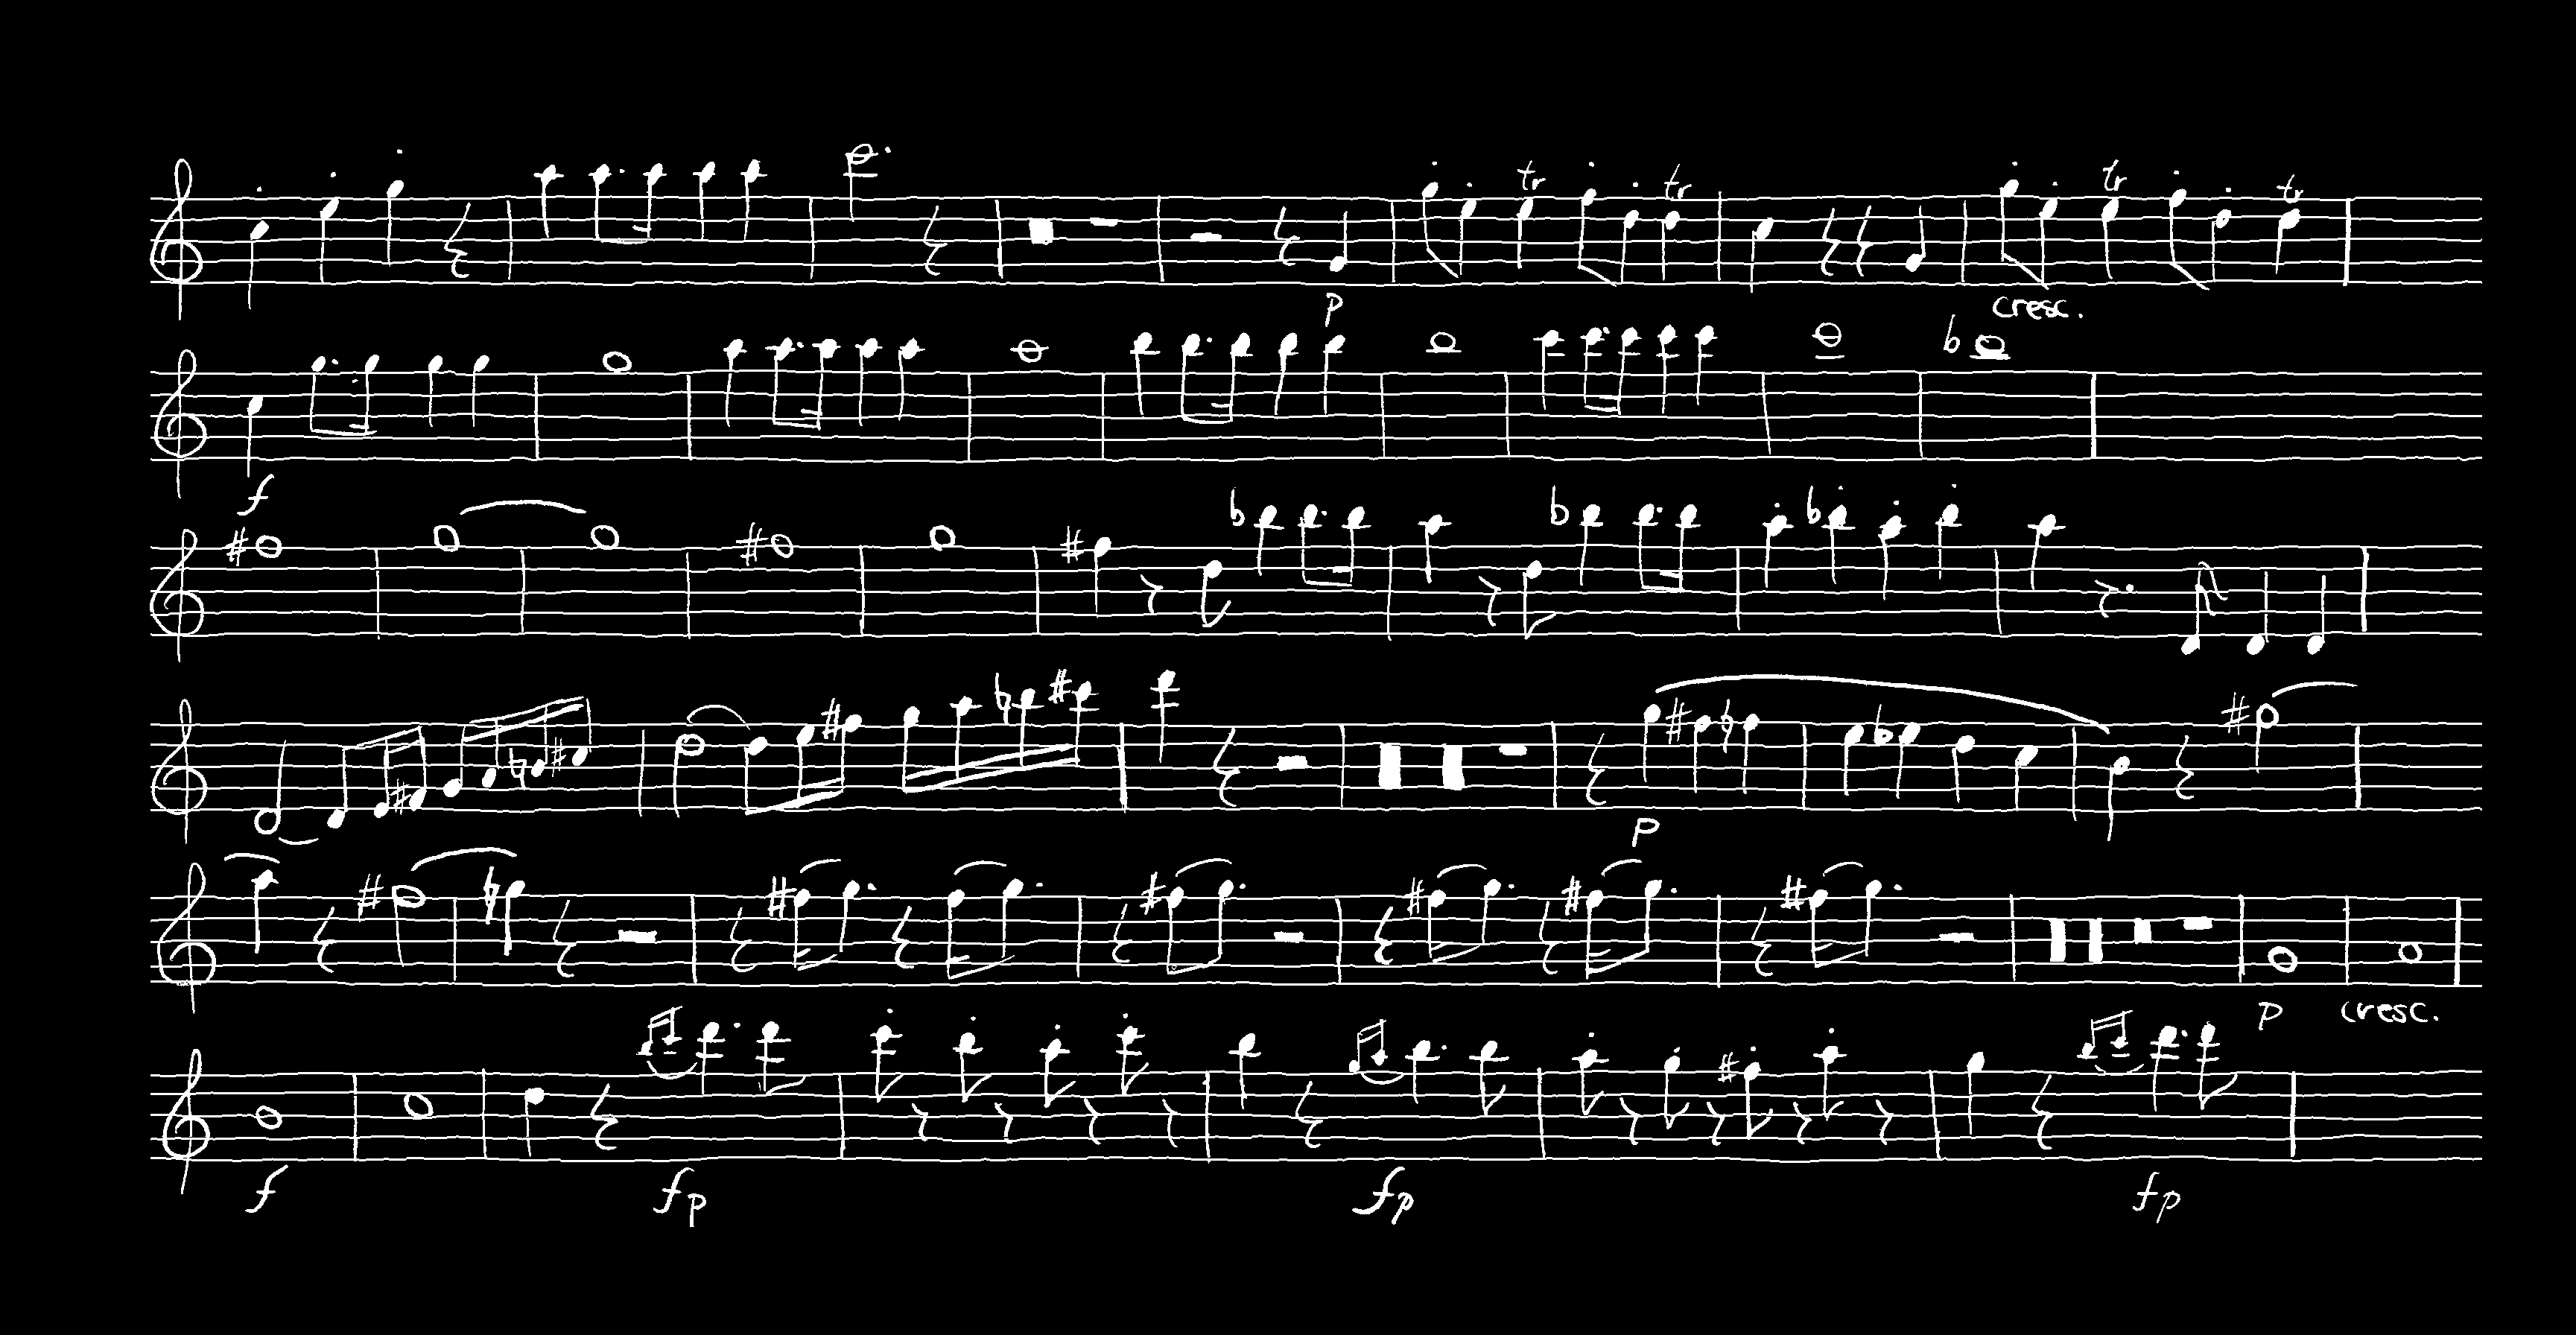 tr tr tr tr
p cresc.
f
p
p cresc.
f fp fp fp